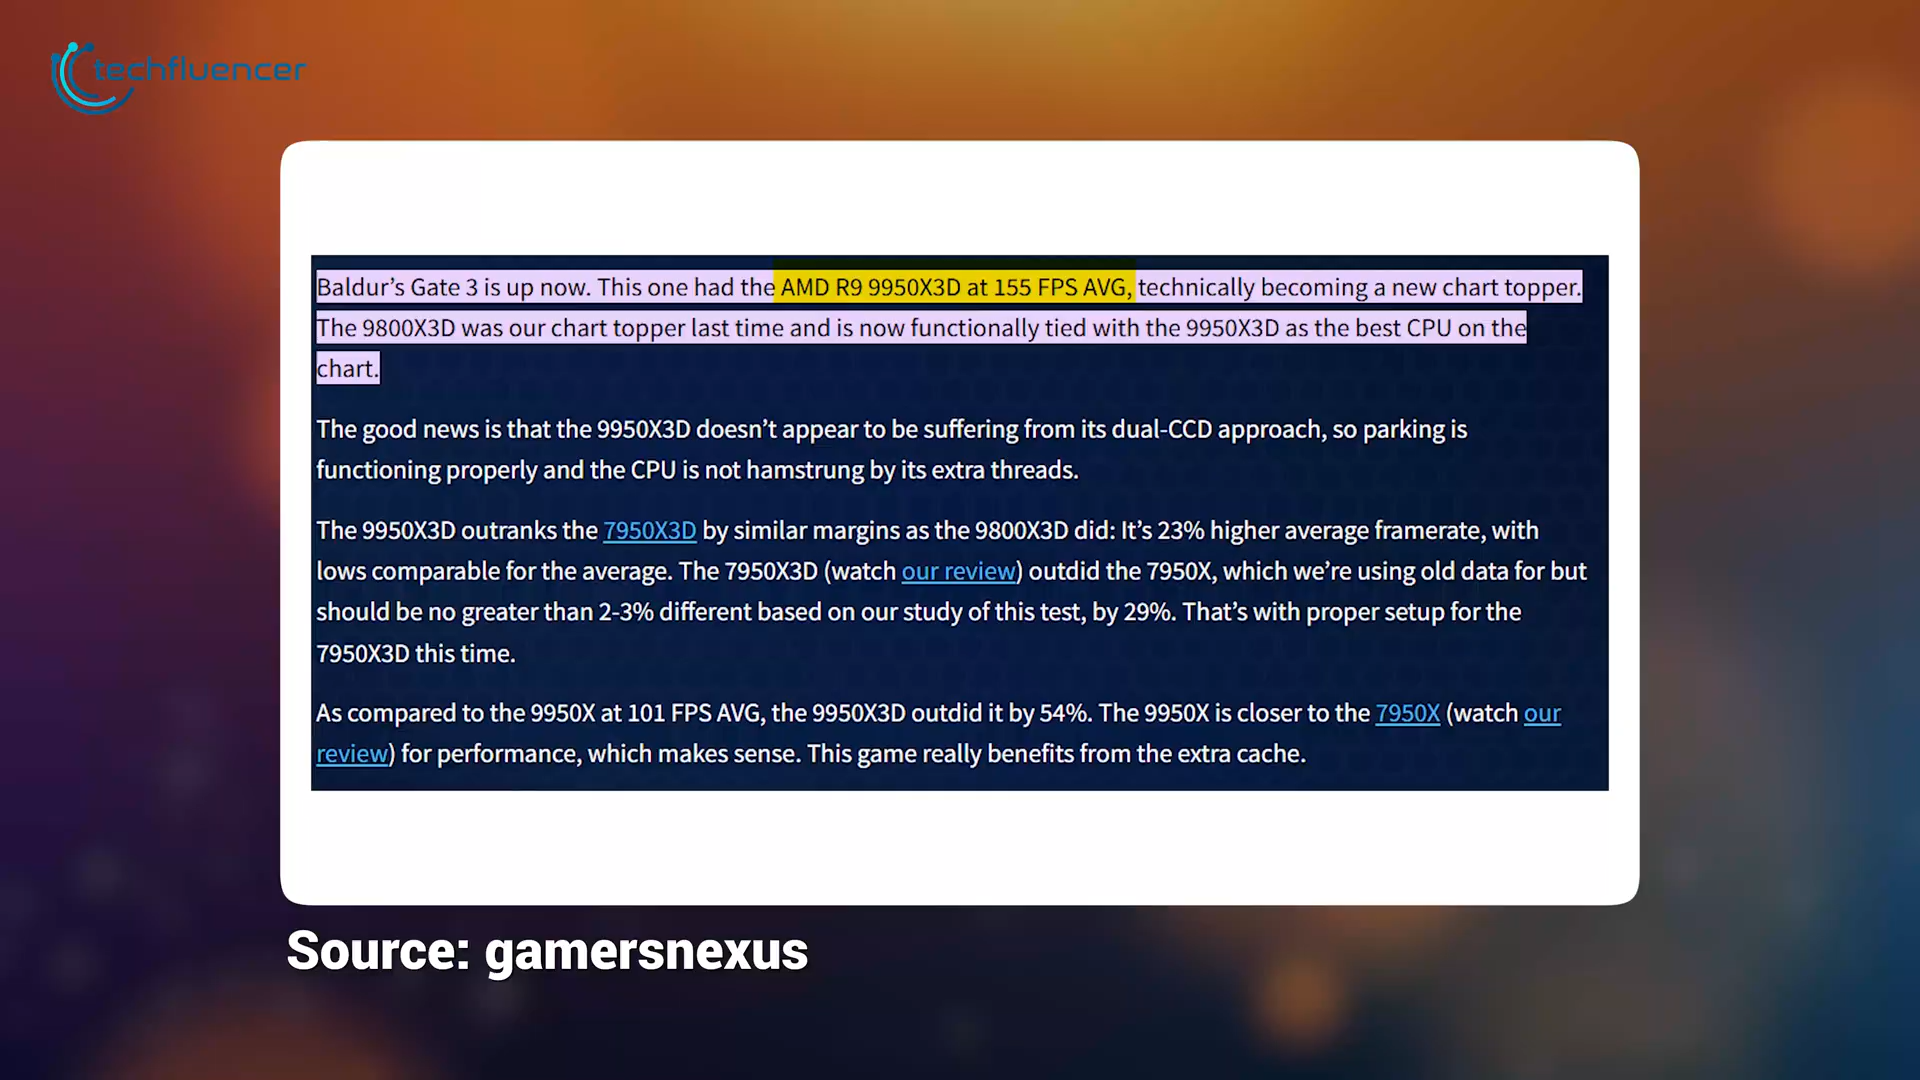 techfluencer
Baldur’s Gate 3 is up now. This one had the AMD R9 9950X3D at 155 FPS AVG, technically becoming a new chart topper.
The 9800X3D was our chart topper last time and is now functionally tied with the 9950X3D as the best CPU on the
chart.
The good news is that the 9950X3D doesn’t appear to be suffering from its dual-CCD approach, so parking is
functioning properly and the CPU is not hamstrung by its extra threads.
The 9950X3D outranks the 7950X3D by similar margins as the 9800X3D did: It’s 23% higher average framerate, with
lows comparable for the average. The 7950X3D (watch our review) outdid the 7950X, which we’re using old data for but
should be no greater than 2-3% different based on our study of this test, by 29%. That’s with proper setup for the
7950X3D this time.
As compared to the 9950X at 101 FPS AVG, the 9950X3D outdid it by 54%. The 9950X is closer to the 7950X (watch our
review) for performance, which makes sense. This game really benefits from the extra cache.
Source: gamersnexus